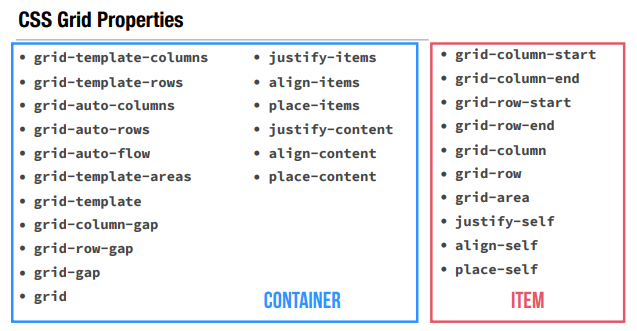 CSS Grid Properties
• grid-template-columns
• grid-template-rows
• grid-auto-columns
• grid-auto-rows
• grid-auto-flow
• grid-template-areas
• grid-template
• grid-column-gap
• grid-row-gap
• grid-gap
• grid
• justify-items
• align-items
• place-items
• justify-content
• align-content
• place-content
CONTAINER
• grid-column-start
• grid-column-end
• grid-row-start
• grid-row-end
• grid-column
• grid-row
• grid-area
• justify-self
• align-self
• place-self
ITEM